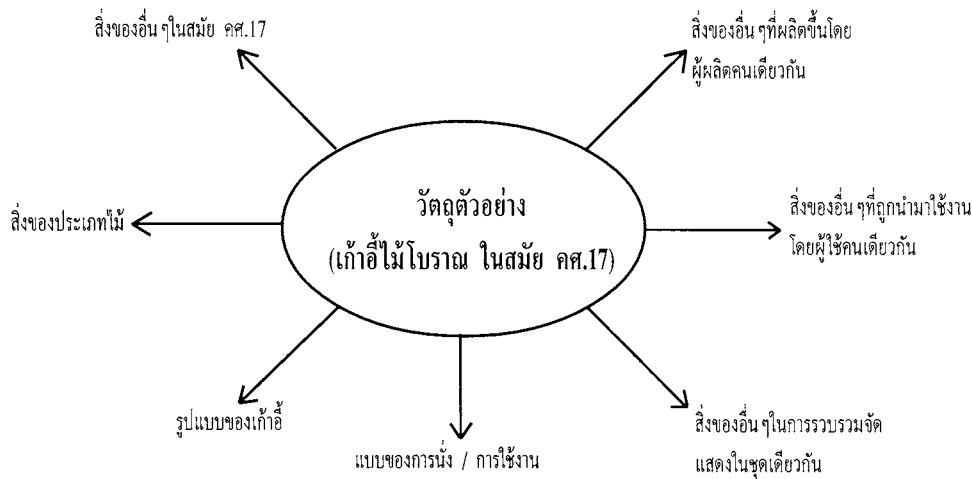 สิ่งของอื่นๆในสมัย คศ.17
สิ่งของอื่นๆที่ผลิตขึ้นโดย
ผู้ผลิตคนเดียวกัน
วัตถุตัวอย่าง
(เก้าอี้ไม้โบราณ ในสมัย คศ.17)
สิ่งของประเภทไม้
สิ่งของอื่นๆที่ถูกนำมาใช้งาน
โดยผู้ใช้คนเดียวกัน
รูปแบบของเก้าอี้
แบบของการนั่ง / การใช้งาน
สิ่งของอื่นๆในการรวบรวมจัด
แสดงในชุดเดียวกัน